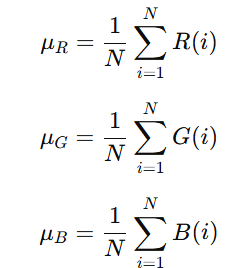 μ_R = \frac{1}{N} \sum_{i=1}^{N} R(i)
μ_G = \frac{1}{N} \sum_{i=1}^{N} G(i)
μ_B = \frac{1}{N} \sum_{i=1}^{N} B(i)